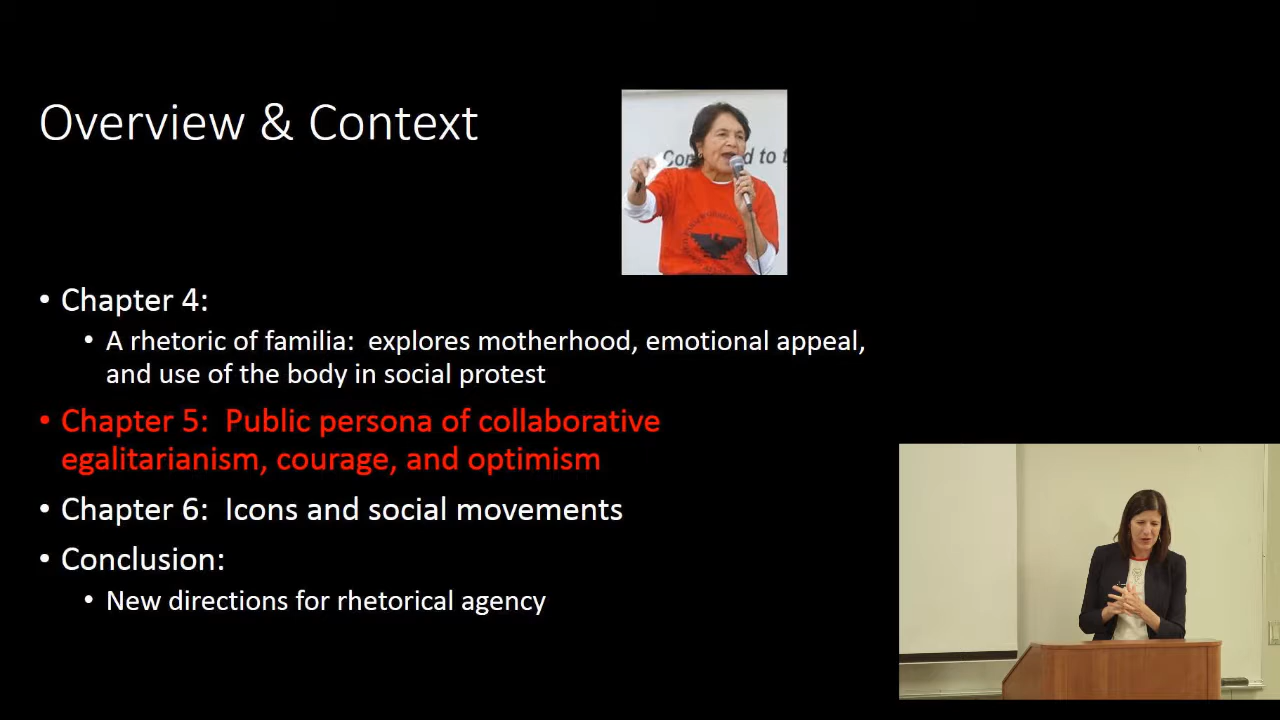 Overview & Context
• Chapter 4:
• A rhetoric of familia: explores motherhood, emotional appeal,
and use of the body in social protest
• Chapter 5: Public persona of collaborative
egalitarianism, courage, and optimism
• Chapter 6: Icons and social movements
• Conclusion:
• New directions for rhetorical agency